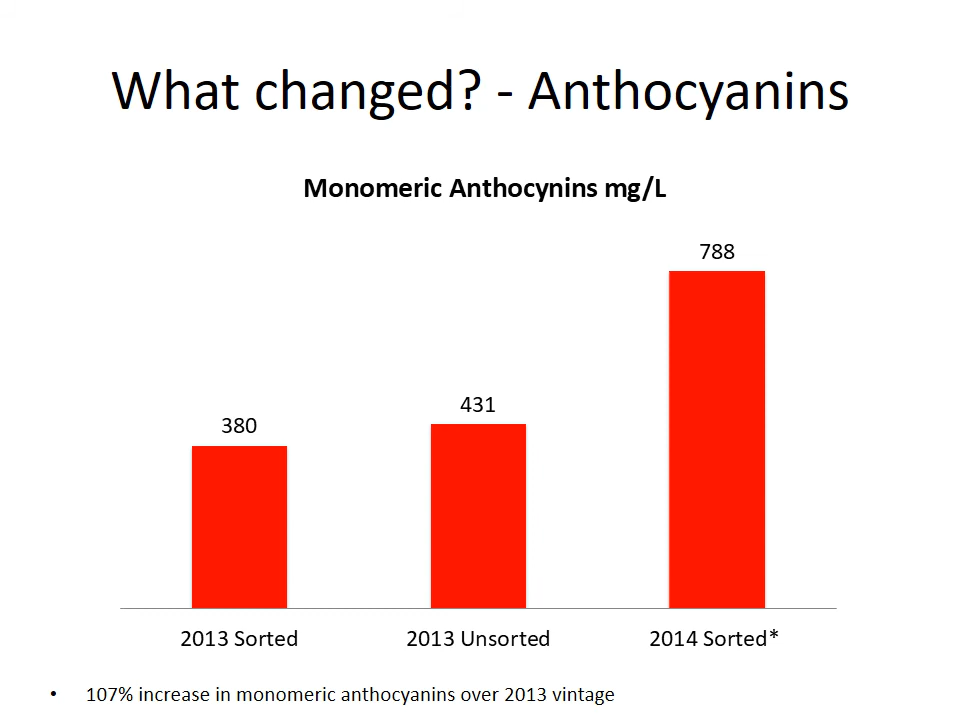 What changed? - Anthocyanins
Monomeric Anthocynins mg/L
788
431
380
2013 Sorted
2013 Unsorted
2014 Sorted*
• 107% increase in monomeric anthocyanins over 2013 vintage